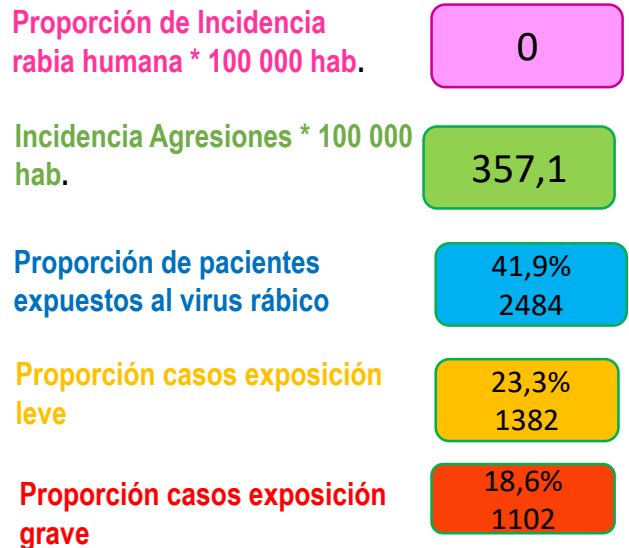 Proporción de Incidencia
rabia humana * 100 000 hab.
0
Incidencia Agresiones * 100 000
hab.
357,1
Proporción de pacientes
expuestos al virus rábico
41,9%
2484
Proporción casos exposición
leve
23,3%
1382
Proporción casos exposición
grave
18,6%
1102